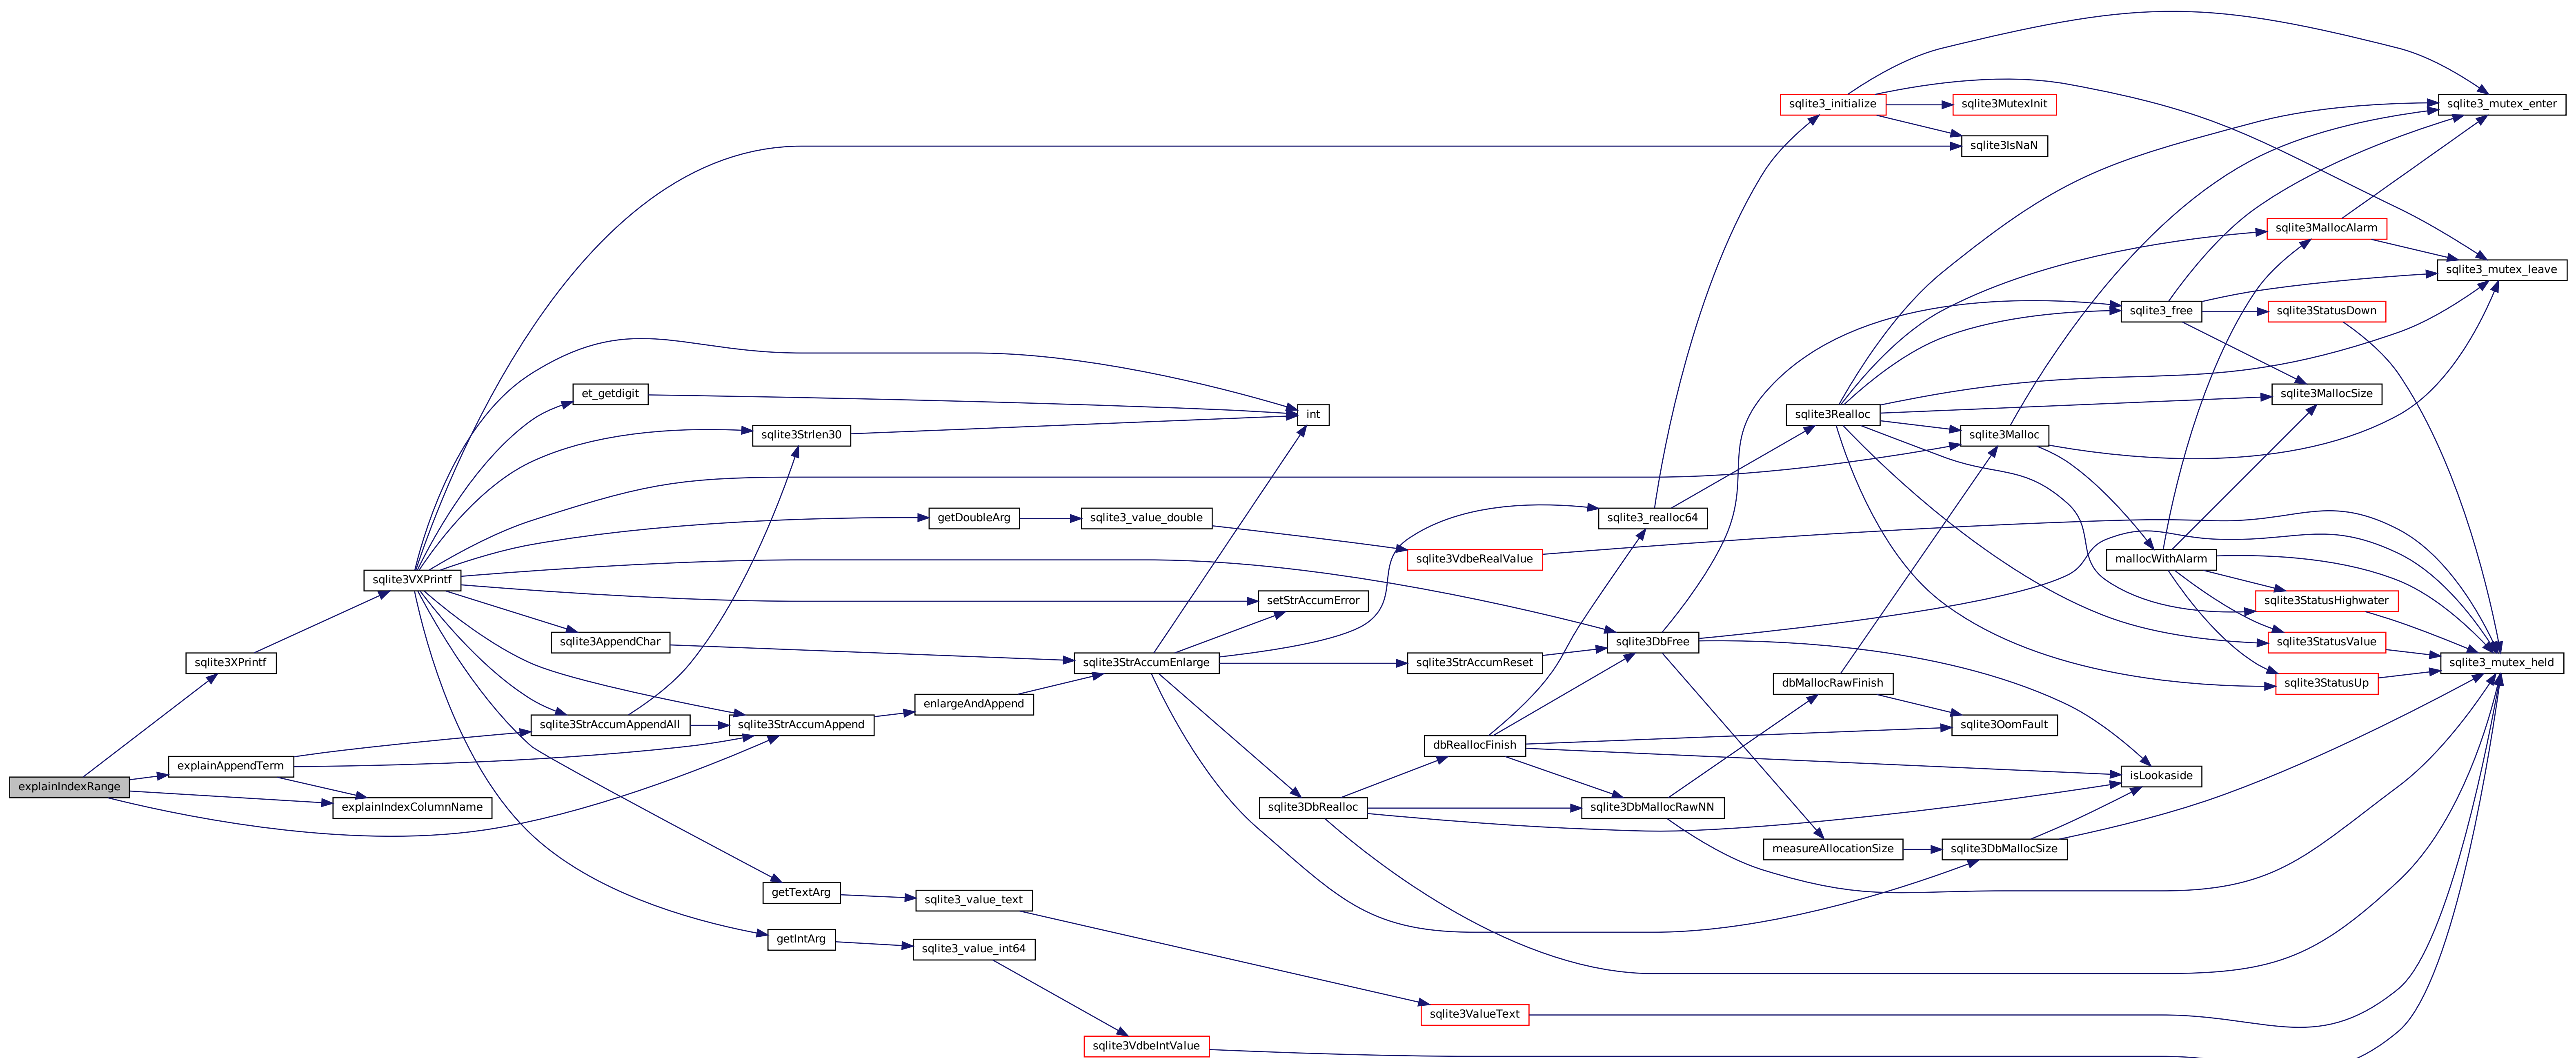 sqlite3_initialize
sqlite3MutexInit
sqlite3_mutex_enter
sqlite3IsNaN
sqlite3MallocAlarm
sqlite3_mutex_leave
sqlite3_free
sqlite3StatusDown
et_getdigit
sqlite3MallocSize
int
sqlite3Realloc
sqlite3Strlen30
sqlite3Malloc
getDoubleArg
sqlite3_value_double
sqlite3_realloc64
sqlite3VdbeRealValue
mallocWithAlarm
sqlite3VXPrintf
setStrAccumError
sqlite3StatusHighwater
sqlite3AppendChar
sqlite3DbFree
sqlite3StatusValue
sqlite3XPrintf
sqlite3StrAccumEnlarge
sqlite3StrAccumReset
sqlite3_mutex_held
dbMallocRawFinish
sqlite3StatusUp
enlargeAndAppend
sqlite3StrAccumAppendAll
sqlite3StrAccumAppend
sqlite3OomFault
dbReallocFinish
explainAppendTerm
isLookaside
explainIndexRange
explainIndexColumnName
sqlite3DbRealloc
sqlite3DbMallocRawNN
measureAllocationSize
sqlite3DbMallocSize
getTextArg
sqlite3_value_text
getIntArg
sqlite3_value_int64
sqlite3ValueText
sqlite3VdbeIntValue